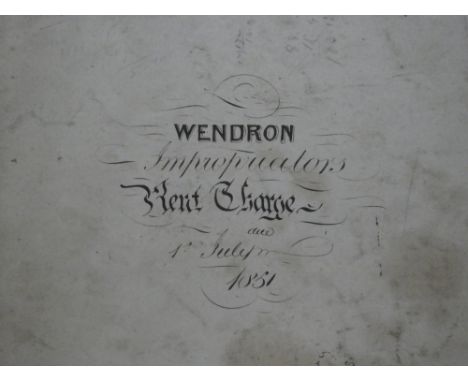 WENDRON
Impropriators
Rent Charge
due
1st July
1851